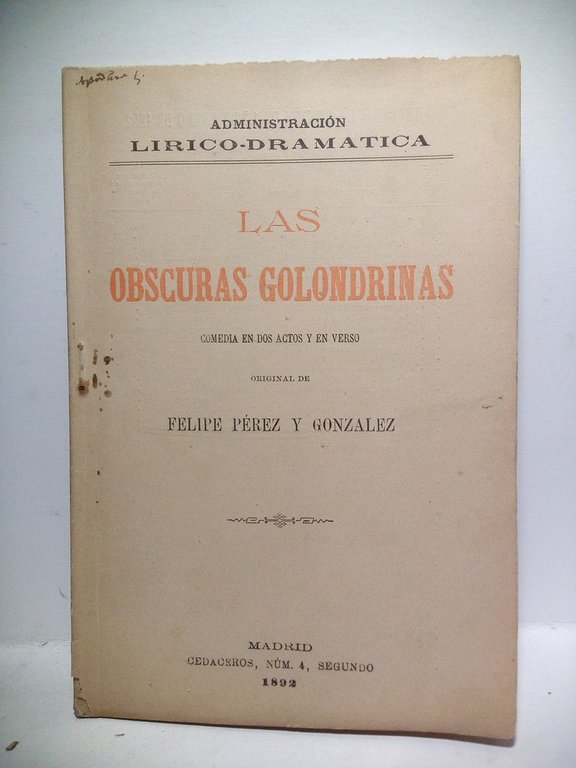 ADMINISTRACIÓN
LIRICO-DRAMATICA
LAS
OBSCURAS GOLONDRINAS
COMEDIA EN DOS ACTOS Y EN VERSO
ORIGINAL DE
FELIPE PÉREZ Y GONZALEZ
MADRID
CEDACEROS, NÚM. 4, SEGUNDO
1892